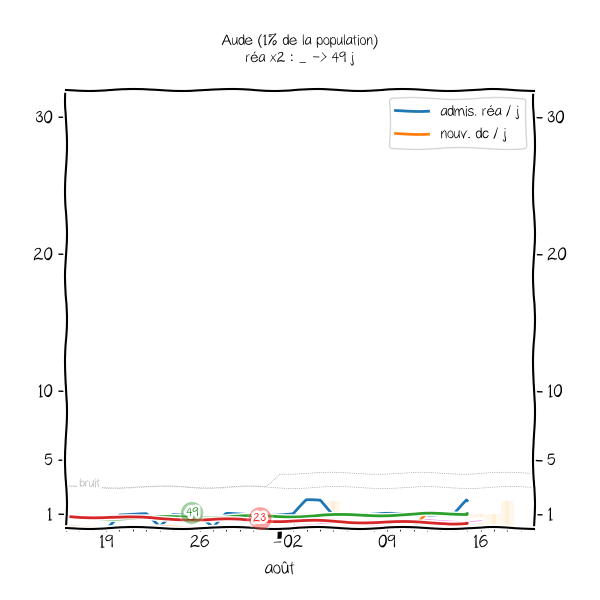 Aude (1% de la population)
réa x2 : _ -> 49 j
admis. réa / j
nouv. dc / j
30
30
20
20
10
10
5
5
bruit
49
23
1
1
19
26
02
09
16
août